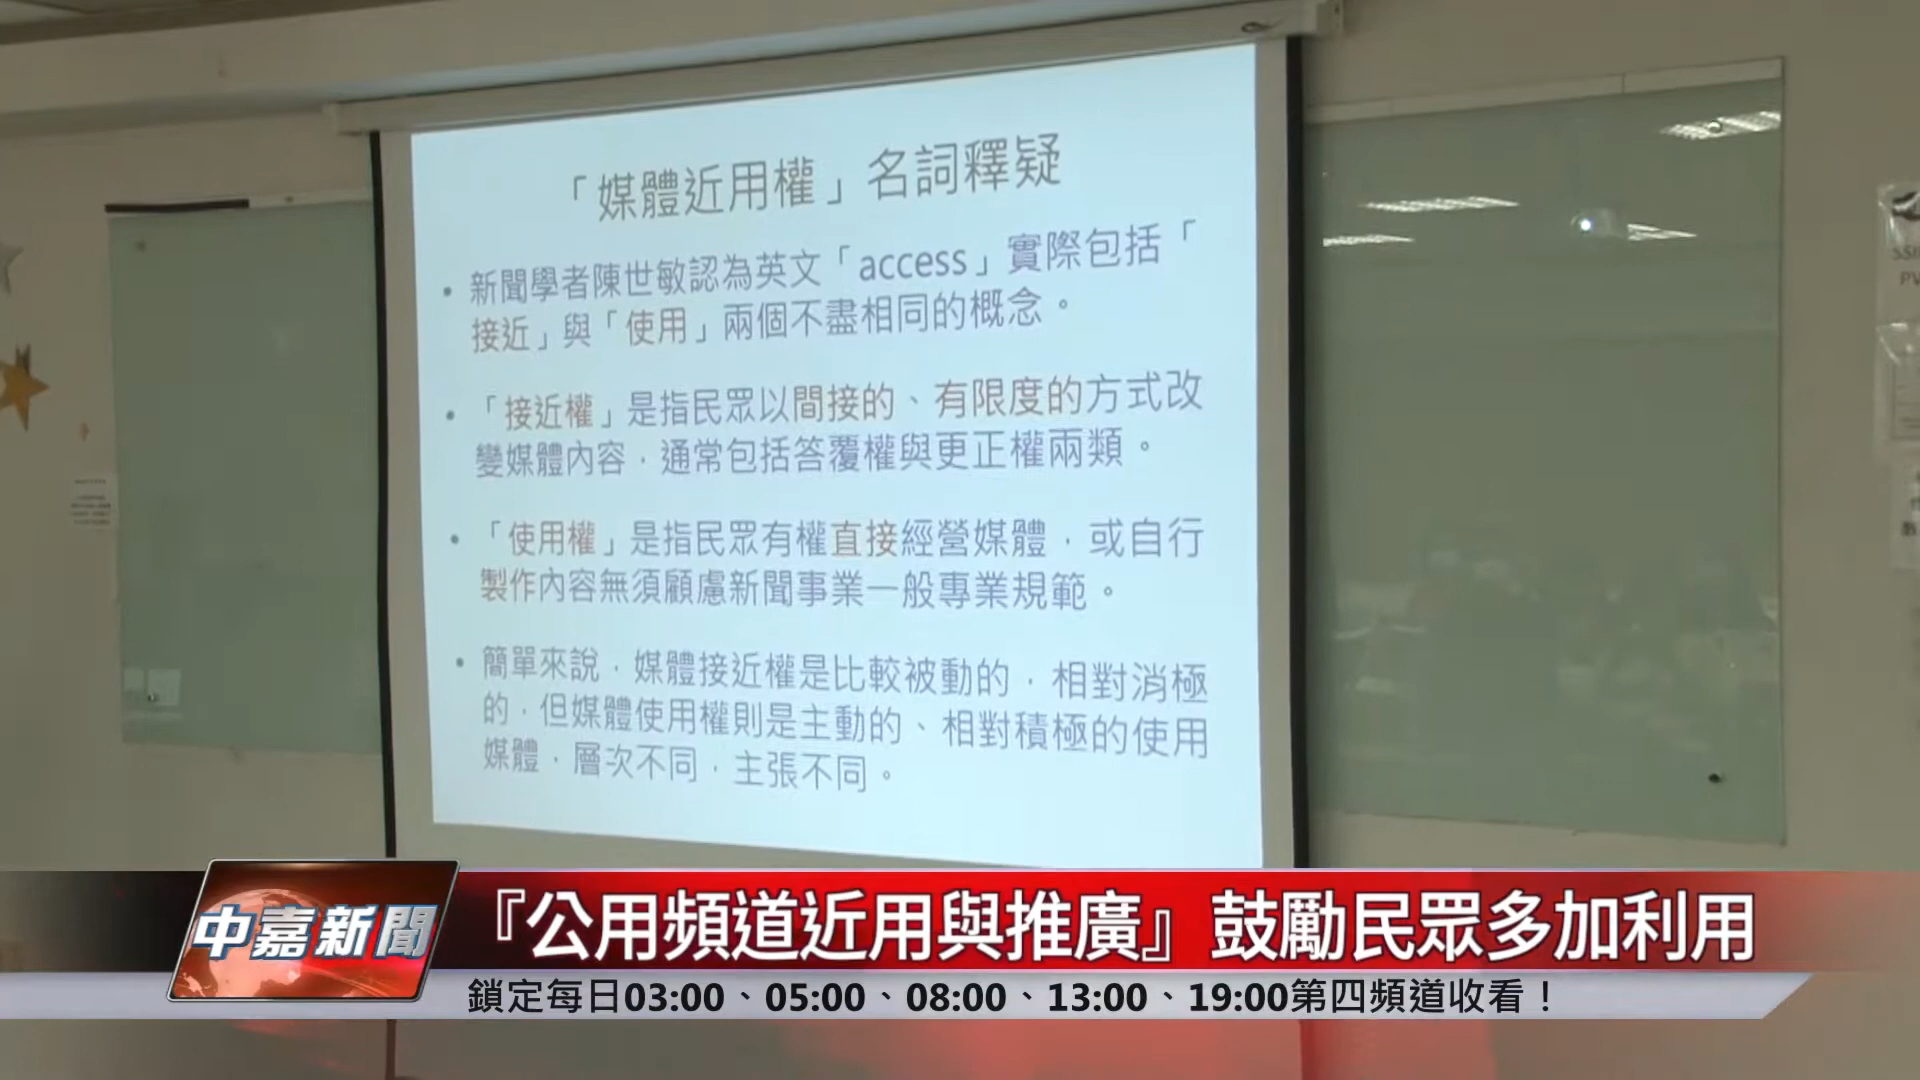 「媒體近用權」名詞釋疑
• 新聞學者陳世敏認為英文「access」實際包括「
接近」與「使用」兩個不盡相同的概念。
• 「接近權」是指民眾以間接的、有限度的方式改
變媒體內容，通常包括答覆權與更正權兩類。
• 「使用權」是指民眾有權直接經營媒體，或自行
製作內容無須顧慮新聞事業一般專業規範。
• 簡單來說，媒體接近權是比較被動的，相對消極
的，但媒體使用權則是主動的、相對積極的使用
媒體，層次不同，主張不同。
SSI
PV
中嘉新聞
『公用頻道近用與推廣』鼓勵民眾多加利用
鎖定每日03:00、05:00、08:00、13:00、19:00第四頻道收看！